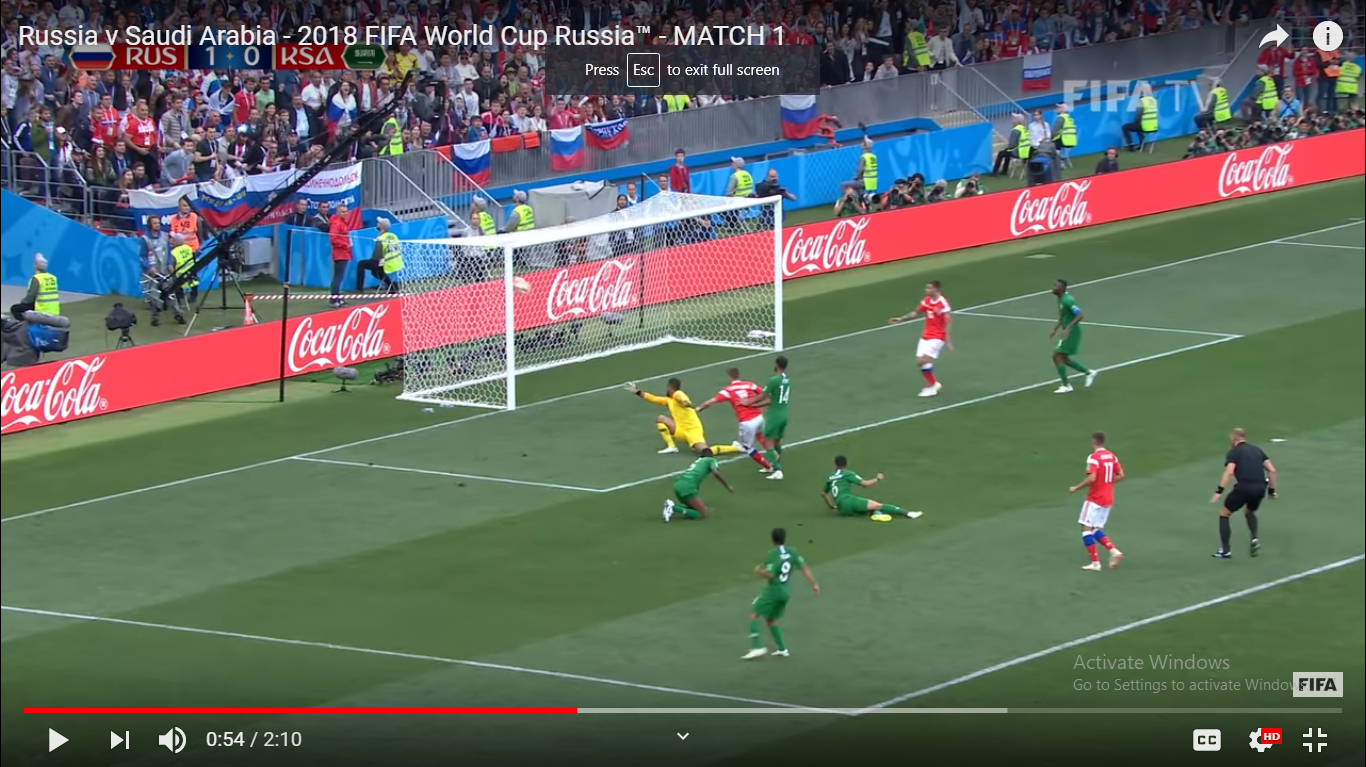 Russia v Saudi Arabia - 2018 FIFA World Cup Russia™ - MATCH 1
RUS 1 0 KSA
Press Esc to exit full screen
FIFA TV
Coca-Cola
Coca-Cola
Coca-Cola
Coca-Cola
Coca-Cola
Coca-Cola
14
11
6
9
Activate Windows
Go to Settings to activate Window
FIFA
0:54 / 2:10
CC
HD